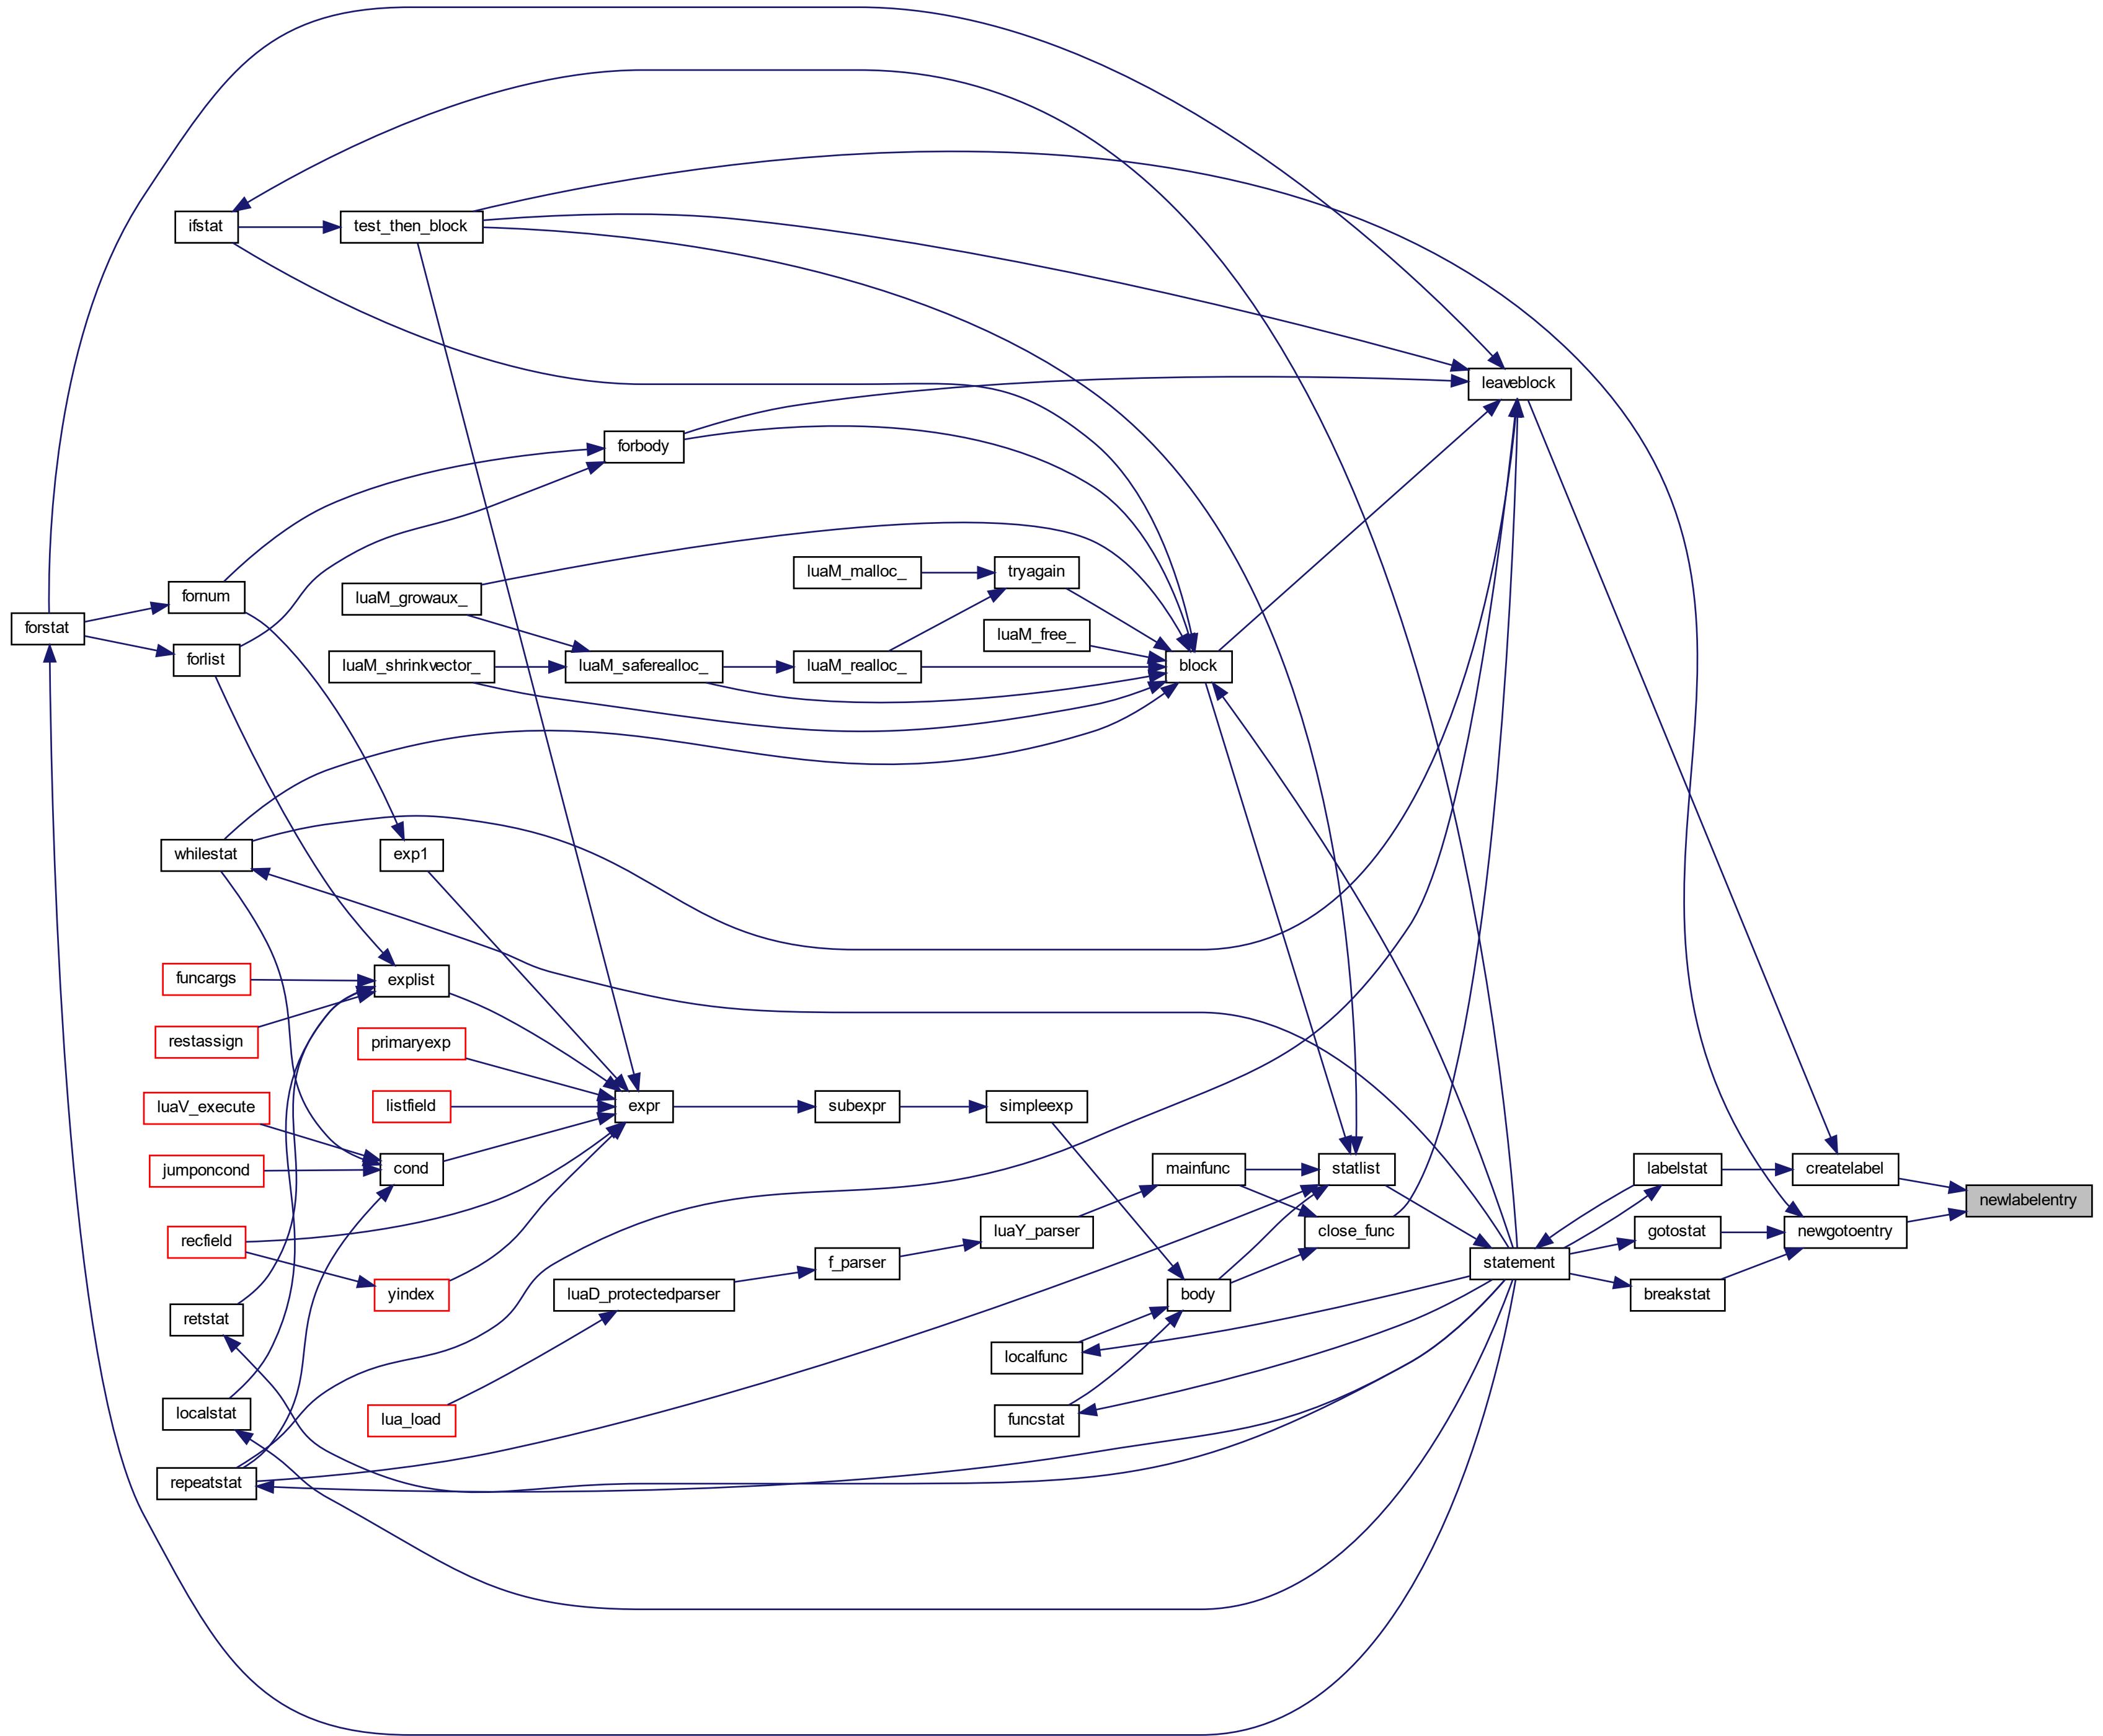 ifstat
test_then_block
leaveblock
forbody
luaM_malloc_
tryagain
fornum
luaM_growaux_
forstat
luaM_free_
forlist
luaM_shrinkvector_
luaM_saferealloc_
luaM_realloc_
block
whilestat
exp1
funcargs
explist
restassign
primaryexp
luaV_execute
listfield
expr
subexpr
simpleexp
jumponcond
cond
mainfunc
statlist
labelstat
createlabel
newlabelentry
recfield
luaY_parser
close_func
gotostat
newgotoentry
f_parser
statement
yindex
luaD_protectedparser
body
breakstat
retstat
localfunc
localstat
lua_load
funcstat
repeatstat